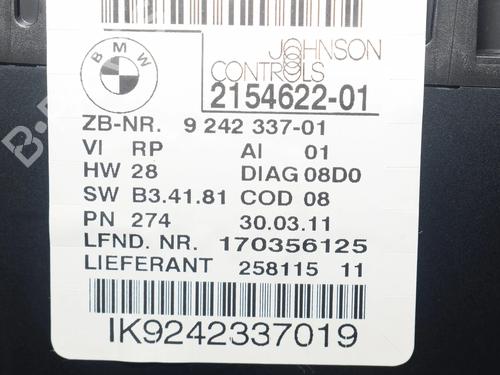 BMW
JOHNSON
CONTROLS
2154622-01
ZB-NR. 9 242 337-01
VI RP AI 01
HW 28 DIAG 08D0
SW B3.41.81 COD 08
PN 274 30.03.11
LFND. NR. 170356125
LIEFERANT 258115 11
IK9242337019